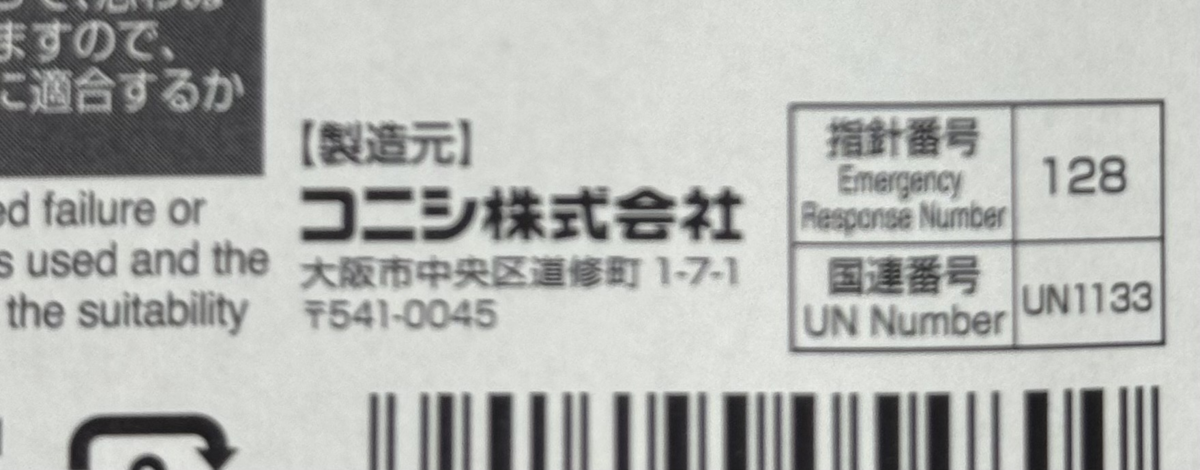 ますので、
に適合するか
ed failure or
s used and the
the suitability
【製造元】
コニシ株式会社
大阪市中央区道修町 1-7-1
〒541-0045
指針番号
Emergency
Response Number
128
国連番号
UN Number
UN1133